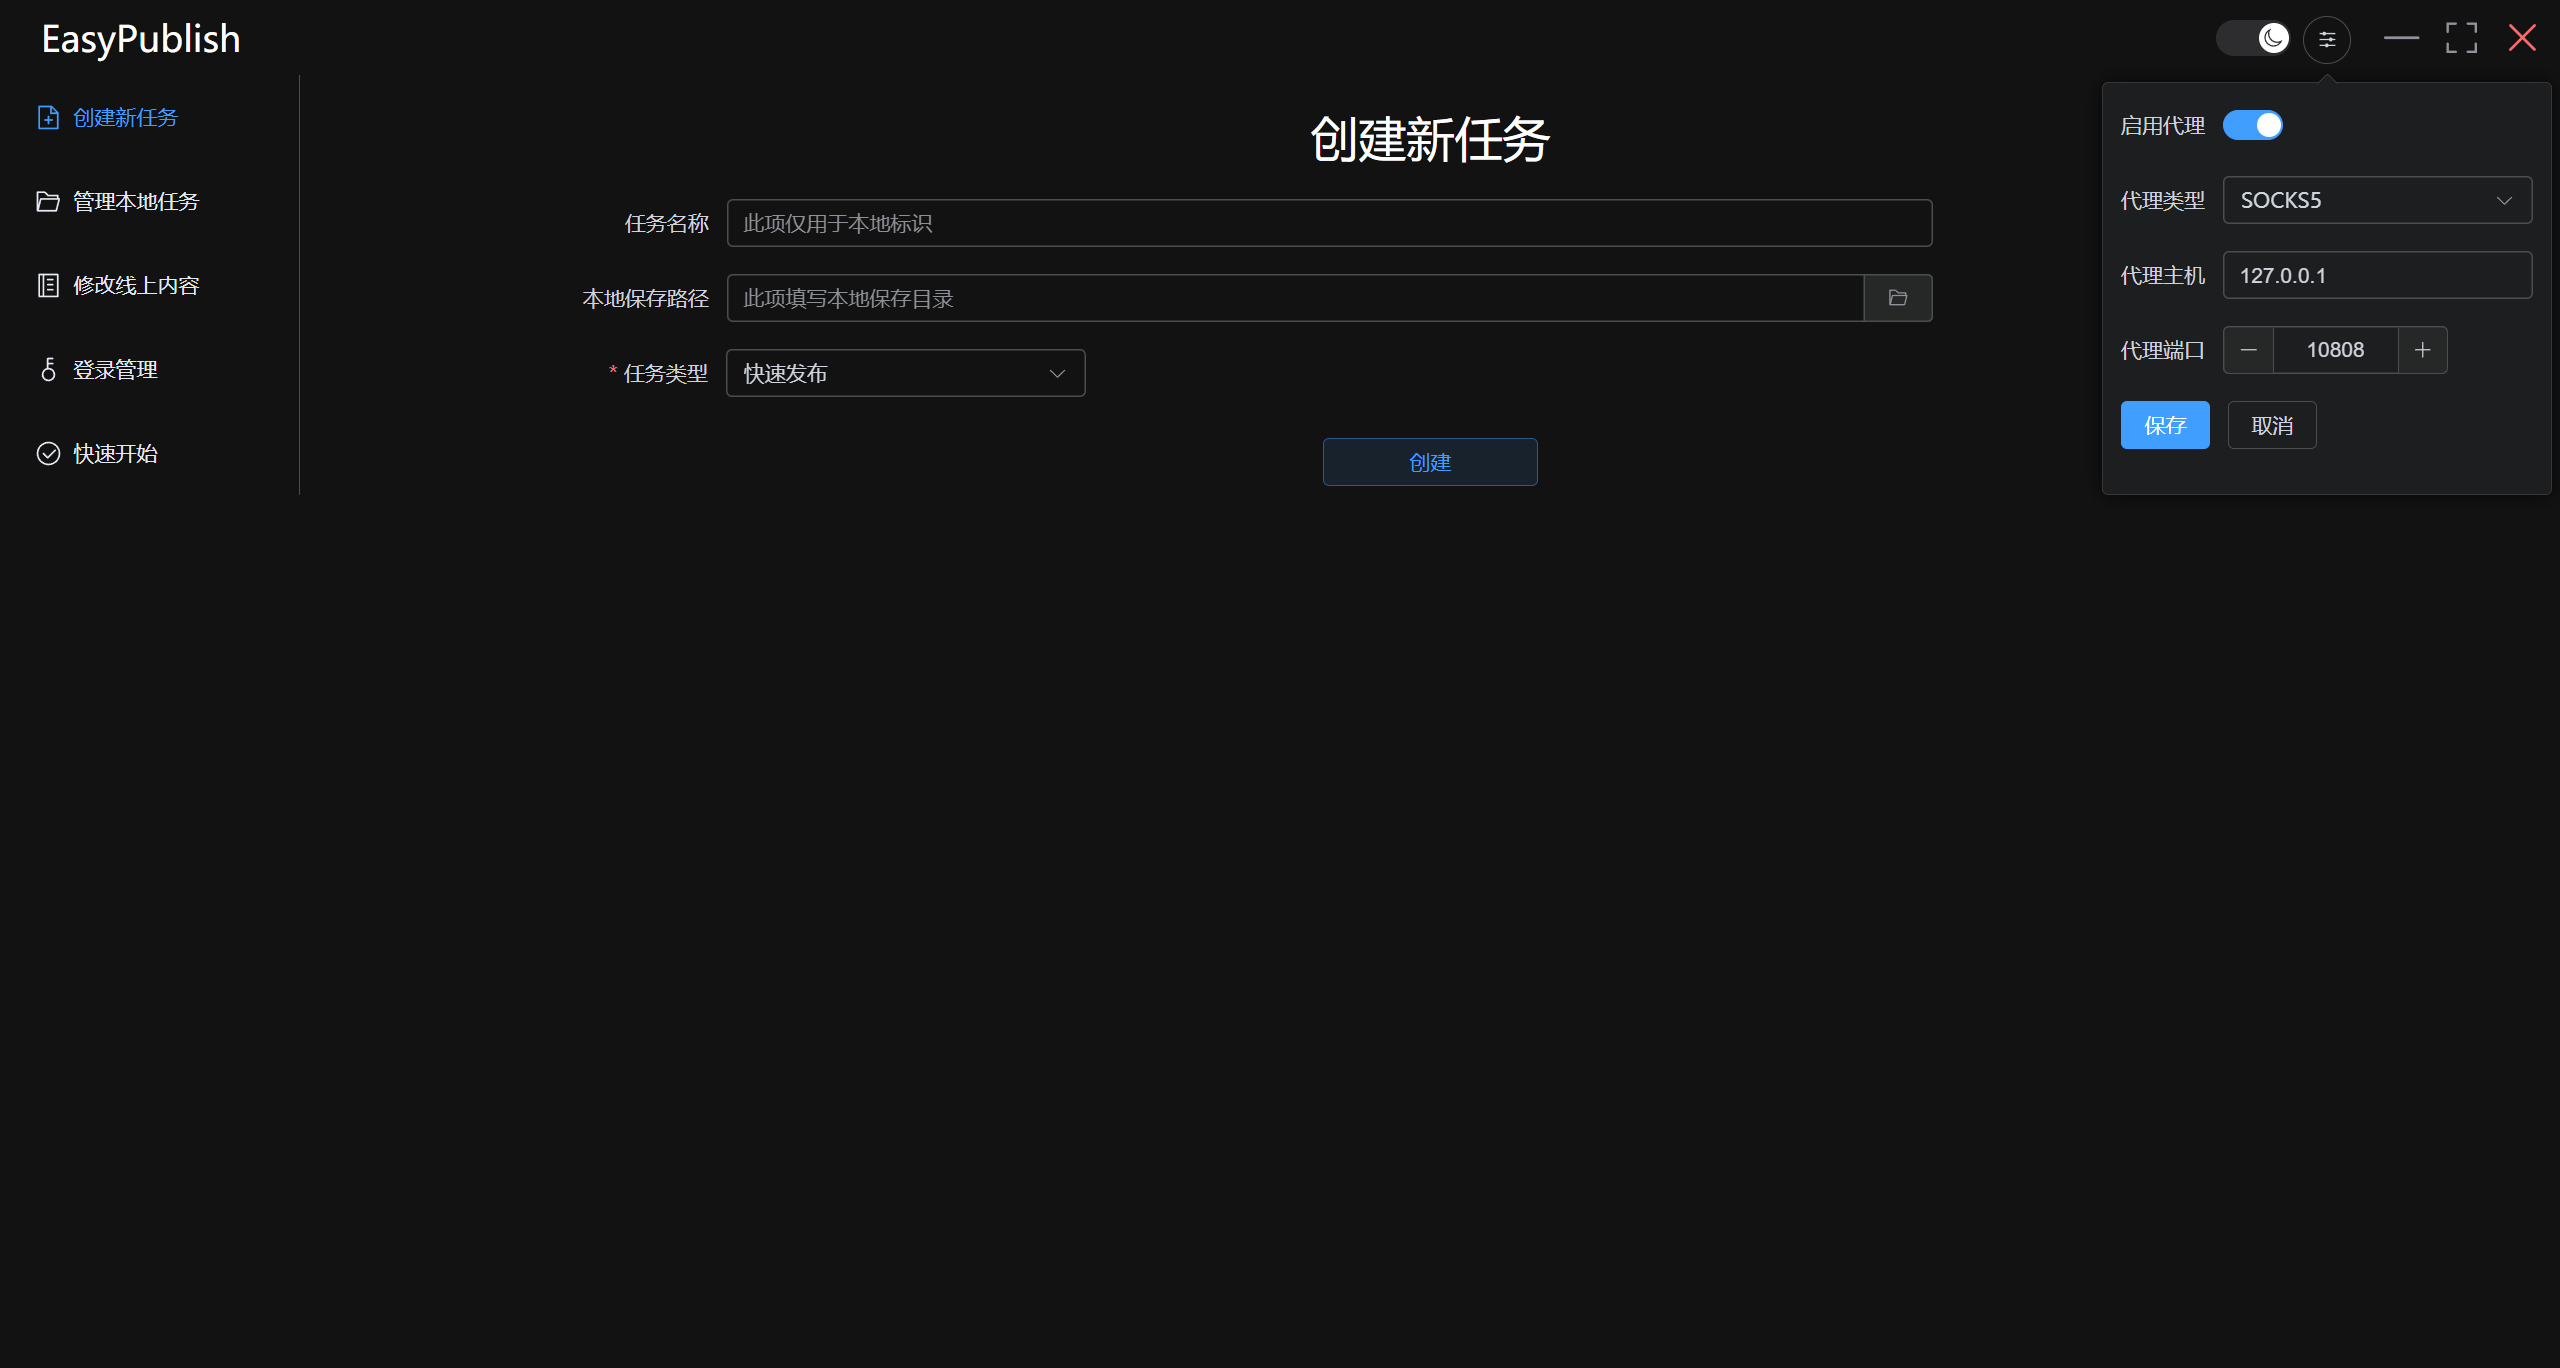 EasyPublish
创建新任务
管理本地任务
修改线上内容
登录管理
快速开始
创建新任务
任务名称 此项仅用于本地标识
本地保存路径 此项填写本地保存目录
* 任务类型 快速发布
创建
启用代理
代理类型 SOCKS5
代理主机 127.0.0.1
代理端口 10808
保存 取消